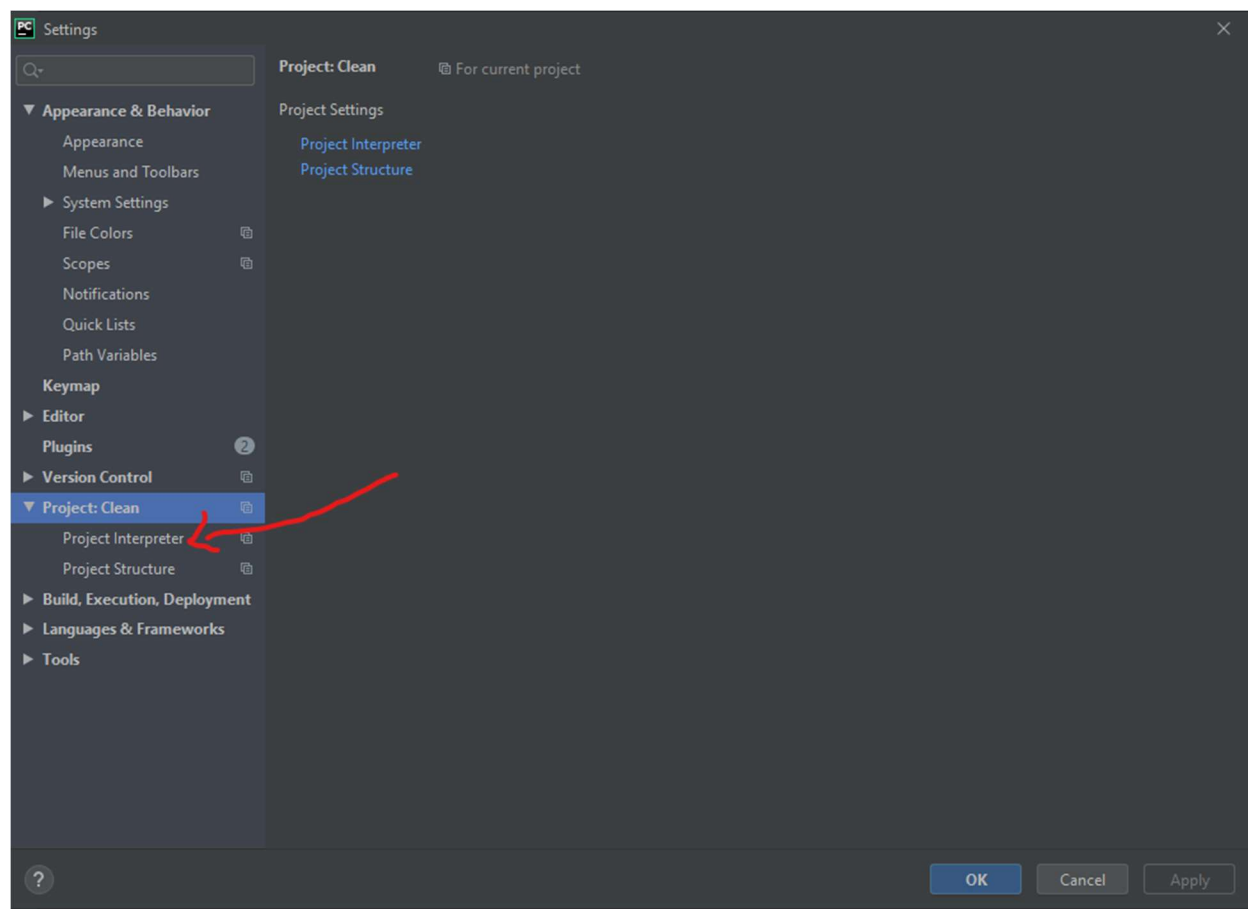 PC Settings
Project: Clean For current project
Appearance & Behavior
Appearance
Menus and Toolbars
System Settings
File Colors
Scopes
Notifications
Quick Lists
Path Variables
Keymap
Editor
Plugins 2
Version Control
Project: Clean
Project Interpreter
Project Structure
Build, Execution, Deployment
Languages & Frameworks
Tools
Project Settings
Project Interpreter
Project Structure
?
OK Cancel Apply